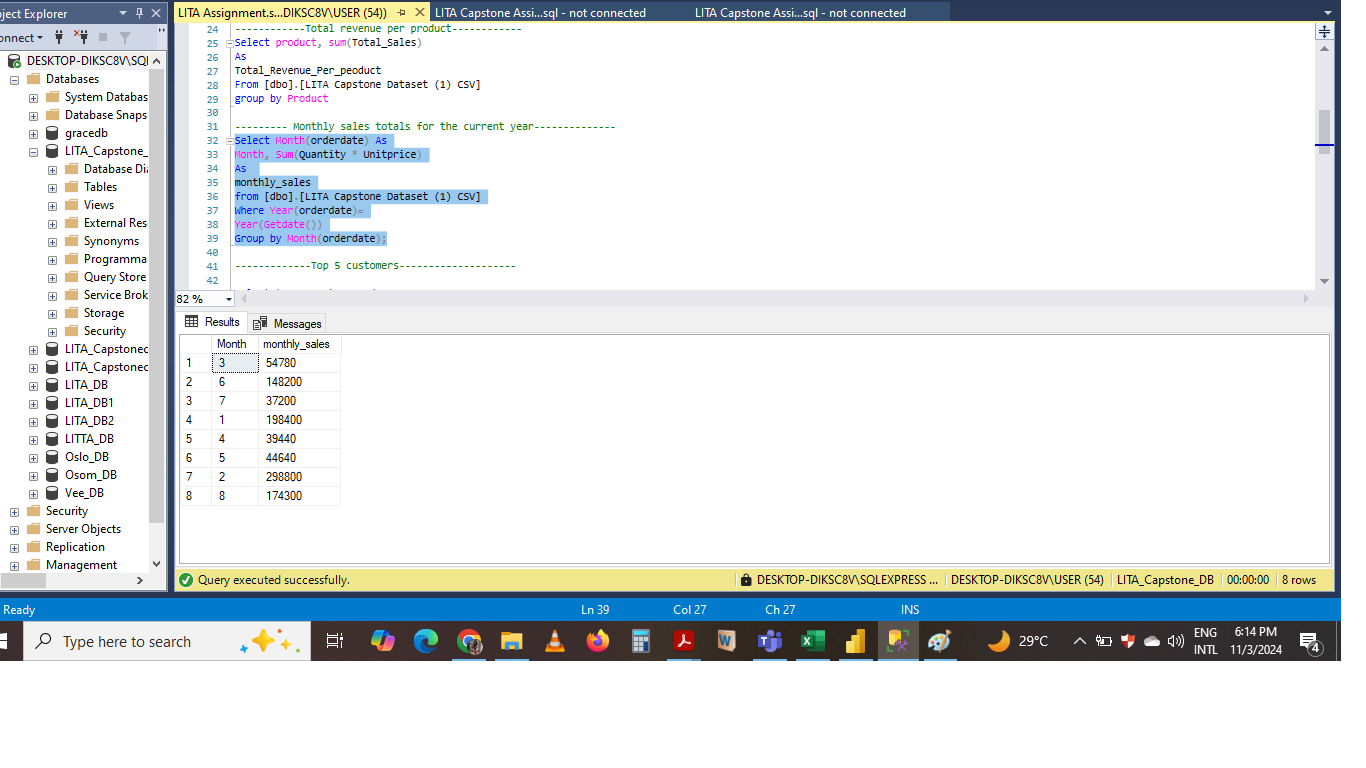 ject Explorer
onnect
DESKTOP-DIKSC8V\SQL
Databases
System Databas
Database Snaps
gracedb
LITA_Capstone_
Database Dia
Tables
Views
External Res
Synonyms
Programma
Query Store
Service Brok
Storage
Security
LITA_Capstonec
LITA_Capstonec
LITA_DB
LITA_DB1
LITA_DB2
LITTA_DB
Oslo_DB
Osom_DB
Vee_DB
Security
Server Objects
Replication
Management
LITA Assignment.s...DIKSC8V\USER (54))
LITA Capstone Assi...sql - not connected
LITA Capstone Assi...sql - not connected
24 ------------Total revenue per product------------
25 Select product, sum(Total_Sales)
26 As
27 Total_Revenue_Per_peoduct
28 From [dbo].[LITA Capstone Dataset (1) CSV]
29 group by Product
30
31 --------- Monthly sales totals for the current year--------------
32 Select Month(orderdate) As
33 Month, Sum(Quantity * Unitprice)
34 As
35 monthly_sales
36 from [dbo].[LITA Capstone Dataset (1) CSV]
37 Where Year(orderdate)=
38 Year(Getdate())
39 Group by Month(orderdate);
40
41 -------------Top 5 customers--------------------
42
82 %
Results Messages
Month monthly_sales
1 3 54780
2 6 148200
3 7 37200
4 1 198400
5 4 39440
6 5 44640
7 2 298800
8 8 174300
Query executed successfully.
DESKTOP-DIKSC8V\SQLEXPRESS ... DESKTOP-DIKSC8V\USER (54) LITA_Capstone_DB 00:00:00 8 rows
Ready Ln 39 Col 27 Ch 27 INS
Type here to search
29°C
ENG
INTL
6:14 PM
11/3/2024
4